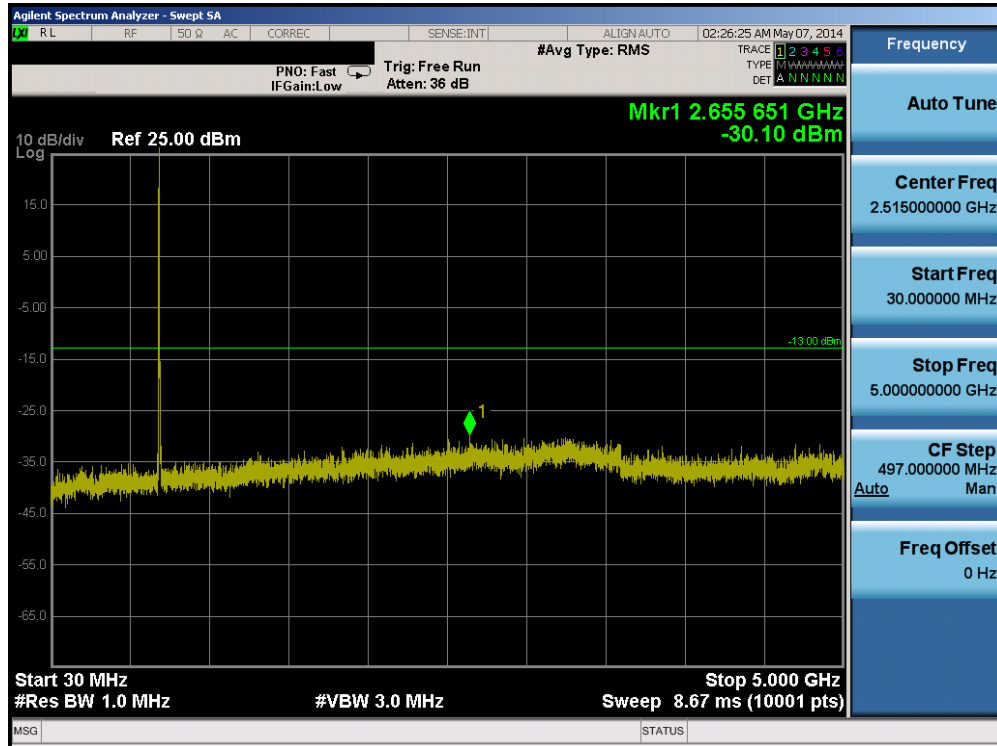 Agilent Spectrum Analyzer - Swept SA
LXI RL RF 50 Ω AC CORREC SENSE:INT ALIGNAUTO 02:26:25 AM May 07, 2014
#Avg Type: RMS
TRACE 1 2 3 4 5 6
PNO: Fast Trig: Free Run
TYPE M
IFGain:Low Atten: 36 dB
DET A N N N N N
Mkr1 2.655 651 GHz
-30.10 dBm
10 dB/div Ref 25.00 dBm
Log
15.0
5.00
-5.00
-13.00 dBm
-15.0
-25.0
1
-35.0
-45.0
-55.0
-65.0
Start 30 MHz Stop 5.000 GHz
#Res BW 1.0 MHz #VBW 3.0 MHz Sweep 8.67 ms (10001 pts)
MSG STATUS
Frequency
Auto Tune
Center Freq
2.515000000 GHz
Start Freq
30.000000 MHz
Stop Freq
5.000000000 GHz
CF Step
497.000000 MHz
Auto Man
Freq Offset
0 Hz